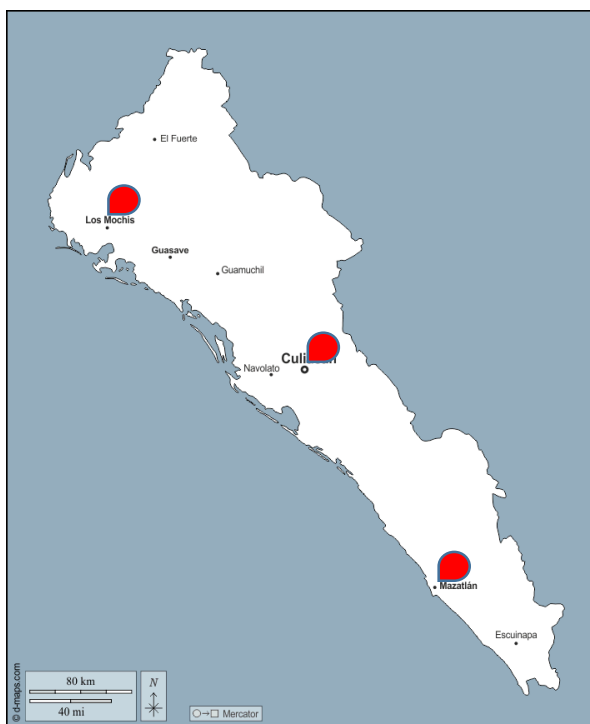 El Fuerte
Los Mochis
Guasave
Guamuchil
Navolato
Mazatlán
Escuinapa
80 km
40 mi
N
Mercator
© d-maps.com